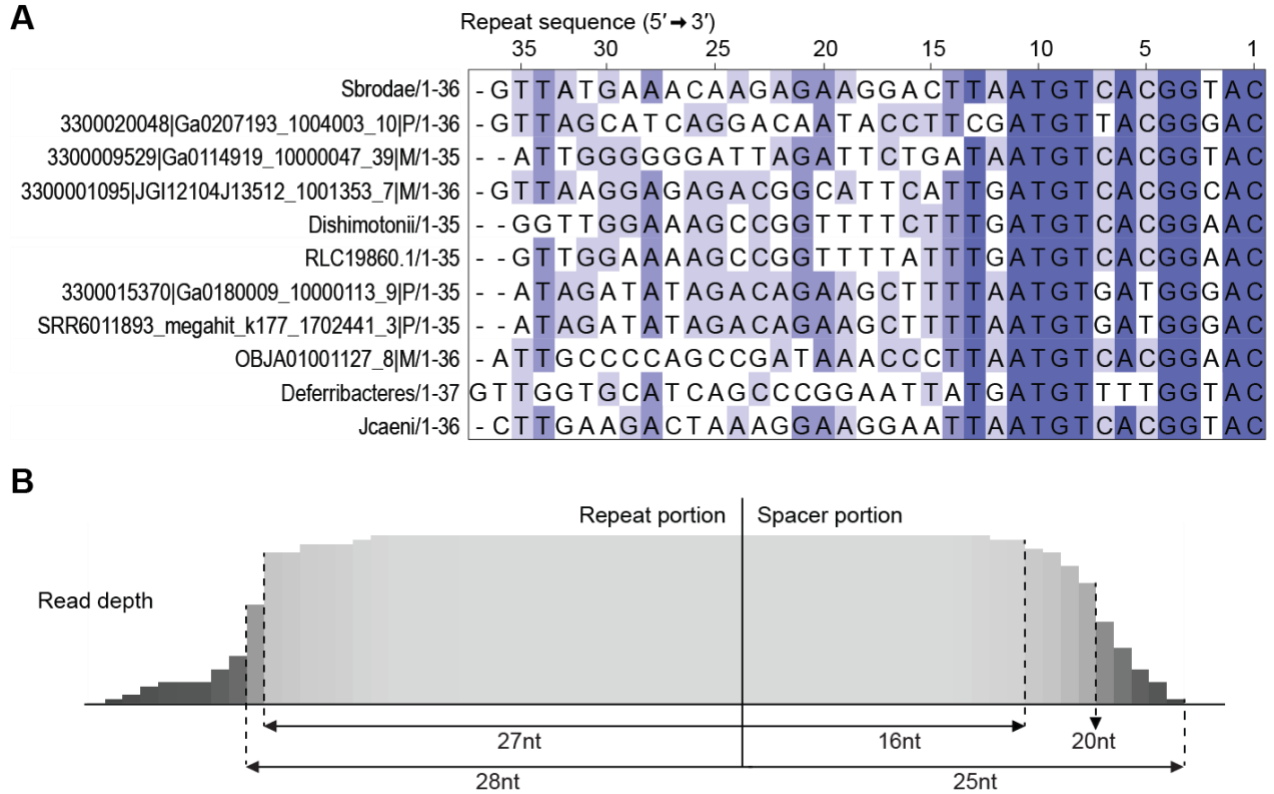 A
Repeat sequence (5′➞3′)
35 30 25 20 15 10 5 1
Sbrodae/1-36 -GTTATGAAACAAGAGAAGGACTTAATGTCACGGTAC
3300020048|Ga0207193_1004003_10|P/1-36 -GTTAGCATCAGGACAATACCTTCGATGTTACGGGAC
3300009529|Ga0114919_10000047_39|M/1-35 --ATTGGGGGGATTAGATTCTGATAATGTCACGGTAC
3300001095|JGI12104J13512_1001353_7|M/1-36 -GTTAAGGAGAGACGGCATTCATTGATGTCACGGCAC
Dishimotonii/1-35 --GGTTGGAAAGCCGGTTTTCTTTGATGTCACGGAAC
RLC19860.1/1-35 --GTTGGAAAAGCCGGTTTTATTTGATGTCACGGAAC
3300015370|Ga0180009_10000113_9|P/1-35 --ATAGATATAGACAGAAGCTTTTAATGTGATGGGAC
SRR6011893_megahit_k177_1702441_3|P/1-35 --ATAGATATAGACAGAAGCTTTTAATGTGATGGGAC
OBJA01001127_8|M/1-36 -ATTGCCCCAGCCGATAAACCCTTAATGTCACGGAAC
Deferribacteres/1-37 GTTGGTGCATCAGCCCGGAATTATGATGTTTTGGTAC
Jcaeni/1-36 -CTTGAAGACTAAAGGAAGGAATTAATGTCACGGTAC
B
Repeat portion Spacer portion
Read depth
27nt 16nt 20nt
28nt 25nt